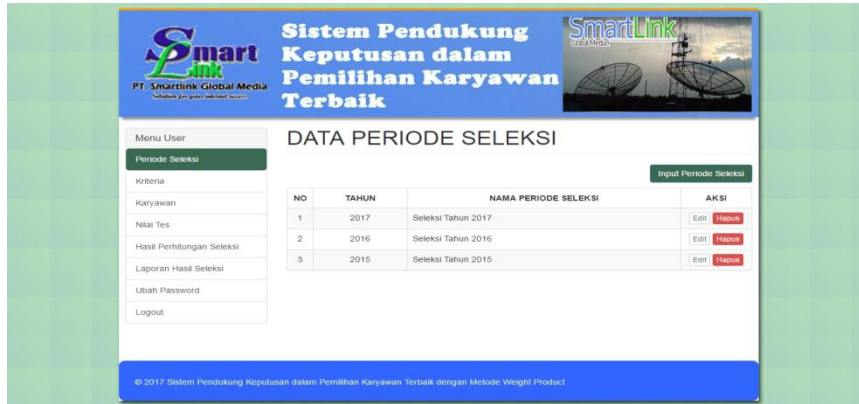 Smart
Link
PT. Smartlink Global Media
Sistem Pendukung
Keputusan dalam
Pemilihan Karyawan
Terbaik
SmartLink
Global Media
Menu User
Periode Seleksi
Kriteria
Karyawan
Nilai Tes
Hasil Perhitungan Seleksi
Laporan Hasil Seleksi
Ubah Password
Logout
DATA PERIODE SELEKSI
Input Periode Seleksi
NO TAHUN NAMA PERIODE SELEKSI AKSI
1 2017 Seleksi Tahun 2017 Edit Hapus
2 2016 Seleksi Tahun 2016 Edit Hapus
3 2015 Seleksi Tahun 2015 Edit Hapus
© 2017 Sistem Pendukung Keputusan dalam Pemilihan Karyawan Terbaik dengan Metode Weight Product